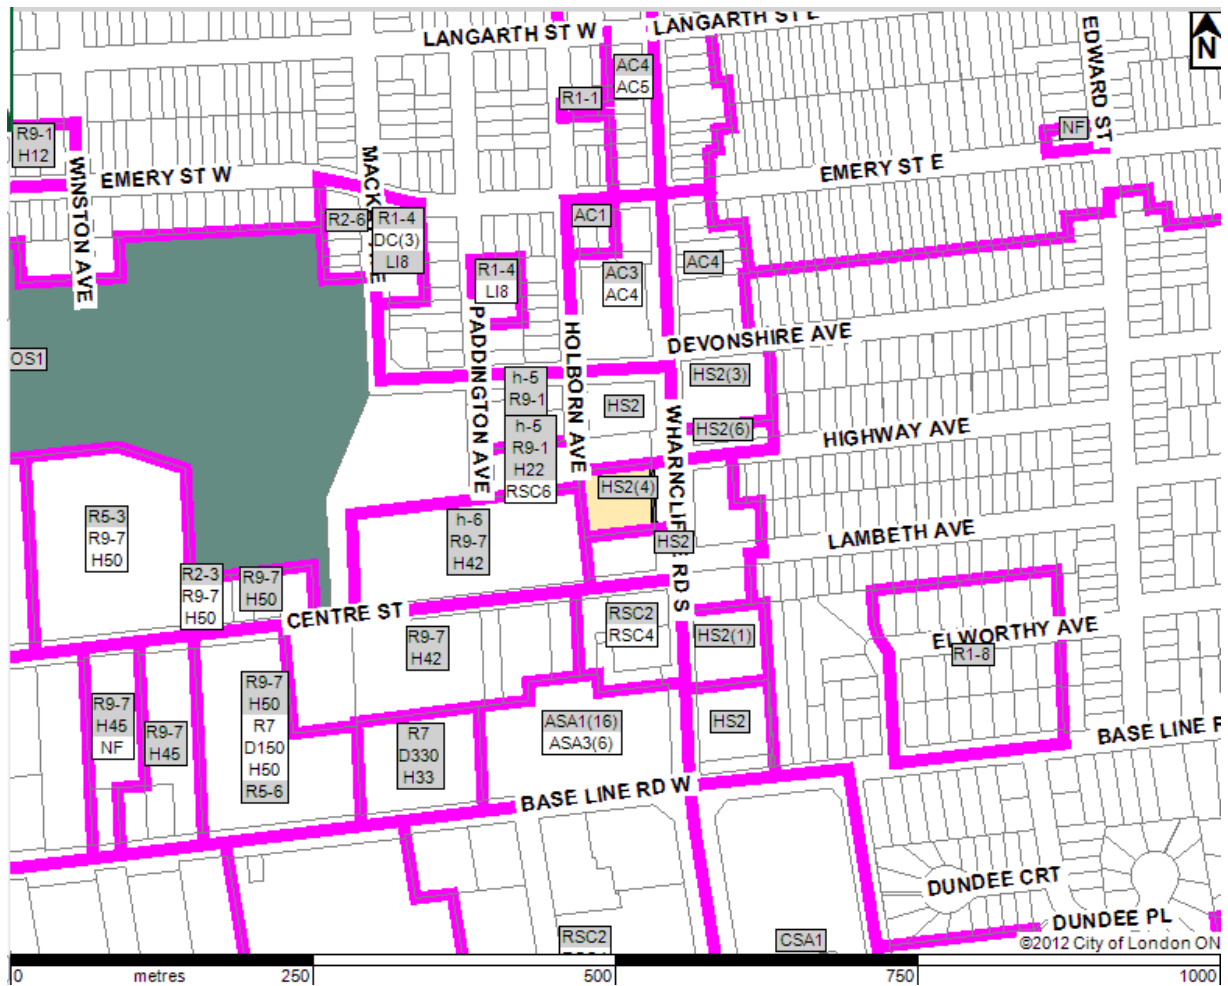 LANGARTH ST W
LANGARTH ST E
EDWARD ST
N
AC4
AC5
R1-1
NF
R9-1
H12
WINSTON AVE
EMERY ST W
EMERY ST E
R2-6
R1-4
DC(3)
LI8
AC1
R1-4
LI8
AC3
AC4
AC4
PADDINGTON AVE
HOLBORN AVE
DEVONSHIRE AVE
OS1
h-5
R9-1
HS2(3)
HS2
h-5
R9-1
H22
RSC6
HS2(6)
HIGHWAY AVE
HS2(4)
R5-3
R9-7
H50
h-6
R9-7
H42
HS2
LAMBETH AVE
R2-3
R9-7
H50
R9-7
H50
CENTRE ST
RSC2
RSC4
HS2(1)
ELWORTHY AVE
R1-8
R9-7
H42
R9-7
H45
NF
R9-7
H45
R9-7
H50
R7
D150
H50
R5-6
R7
D330
H33
ASA1(16)
ASA3(6)
HS2
BASE LINE RD W
DUNDEE CRT
DUNDEE PL
RSC2
CSA1
©2012 City of London ON
0 metres 250 500 750 1000